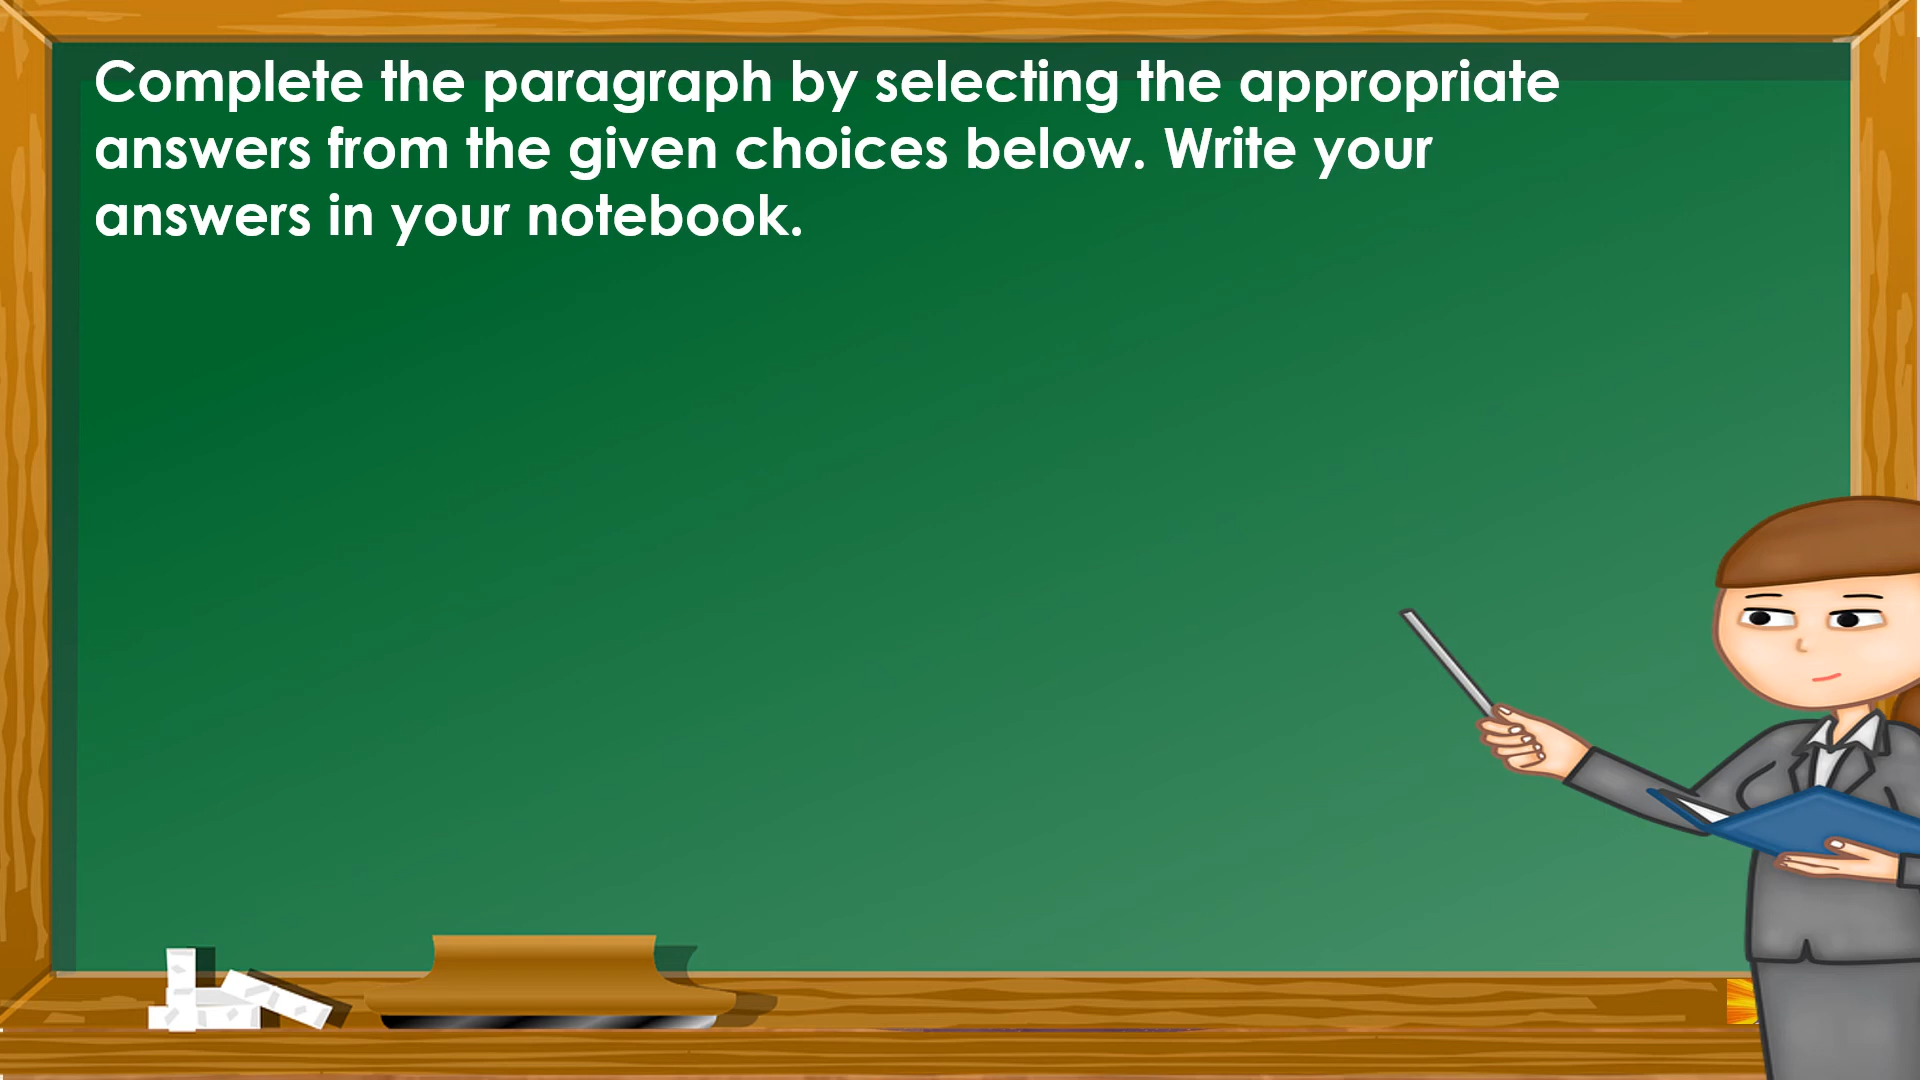 Complete the paragraph by selecting the appropriate
answers from the given choices below. Write your
answers in your notebook.